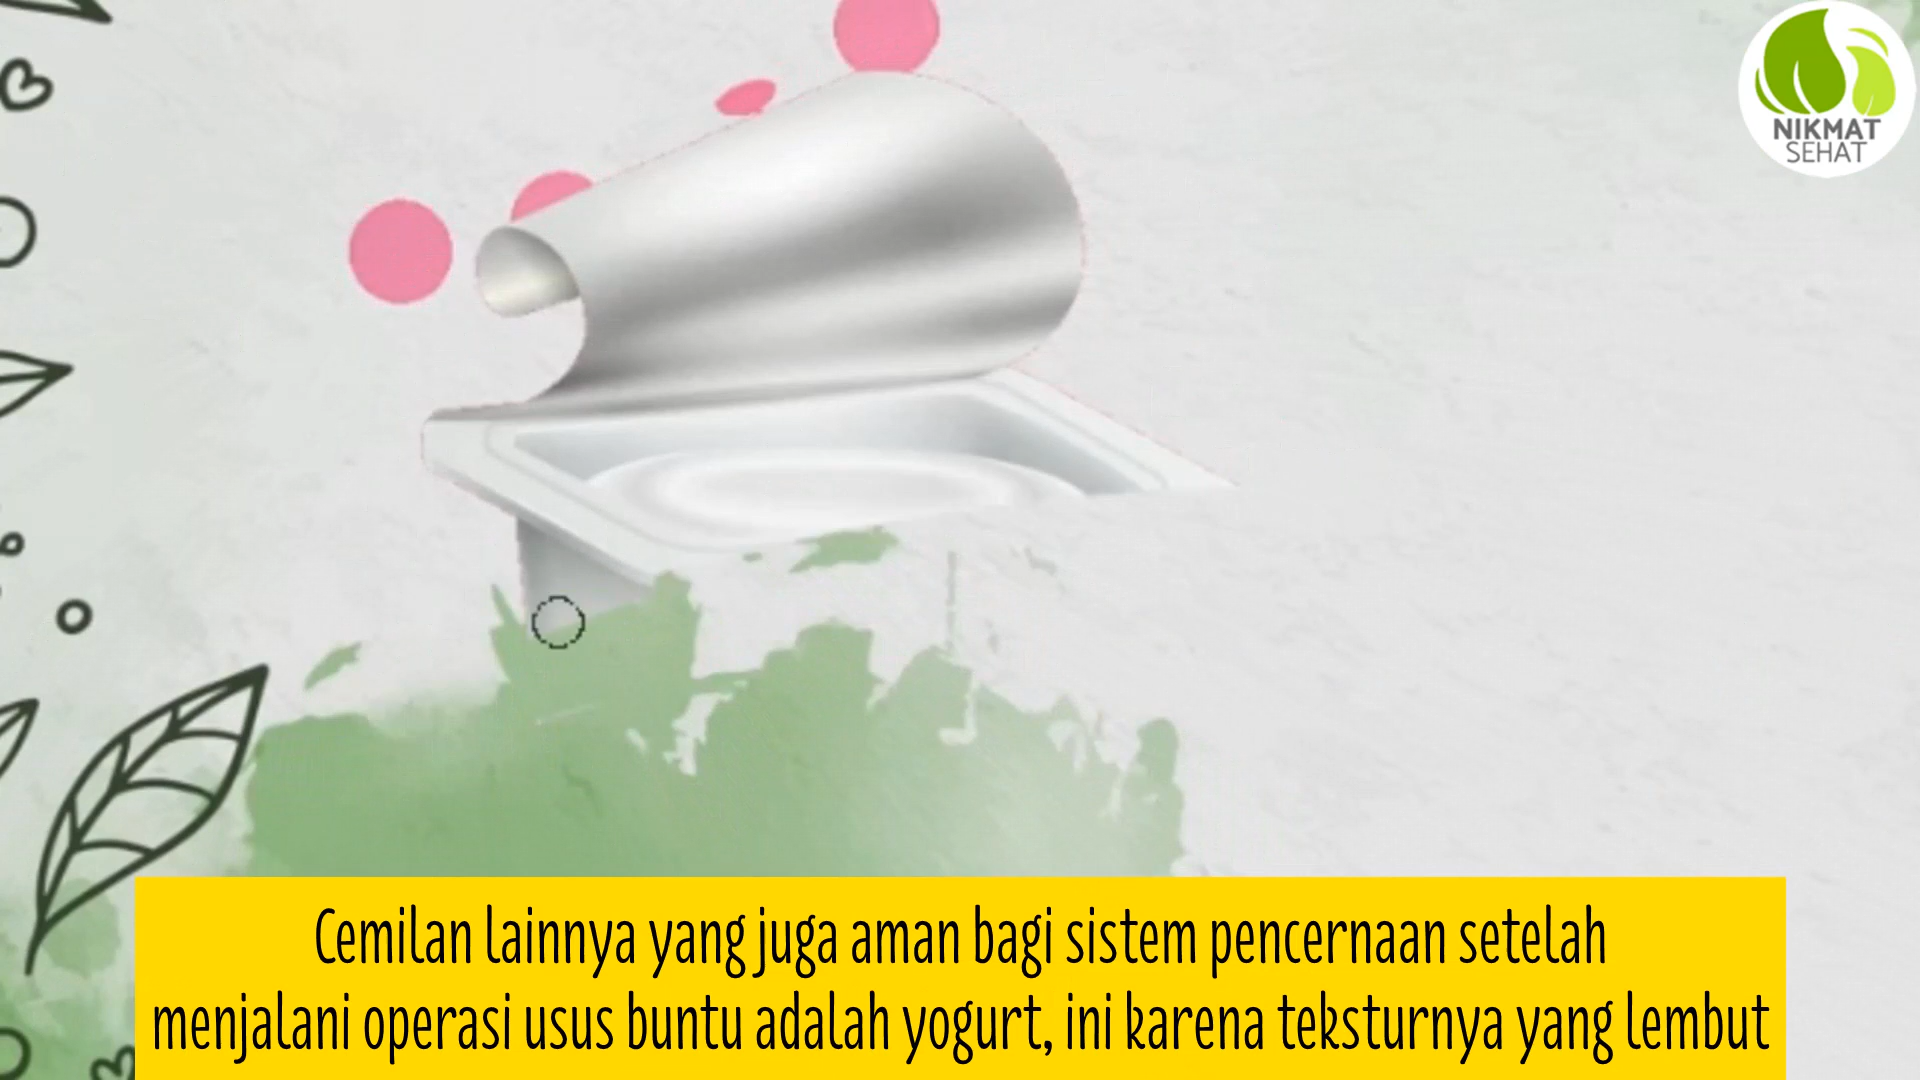 NIKMAT
SEHAT
Cemilan lainnya yang juga aman bagi sistem pencernaan setelah
menjalani operasi usus buntu adalah yogurt, ini karena teksturnya yang lembut